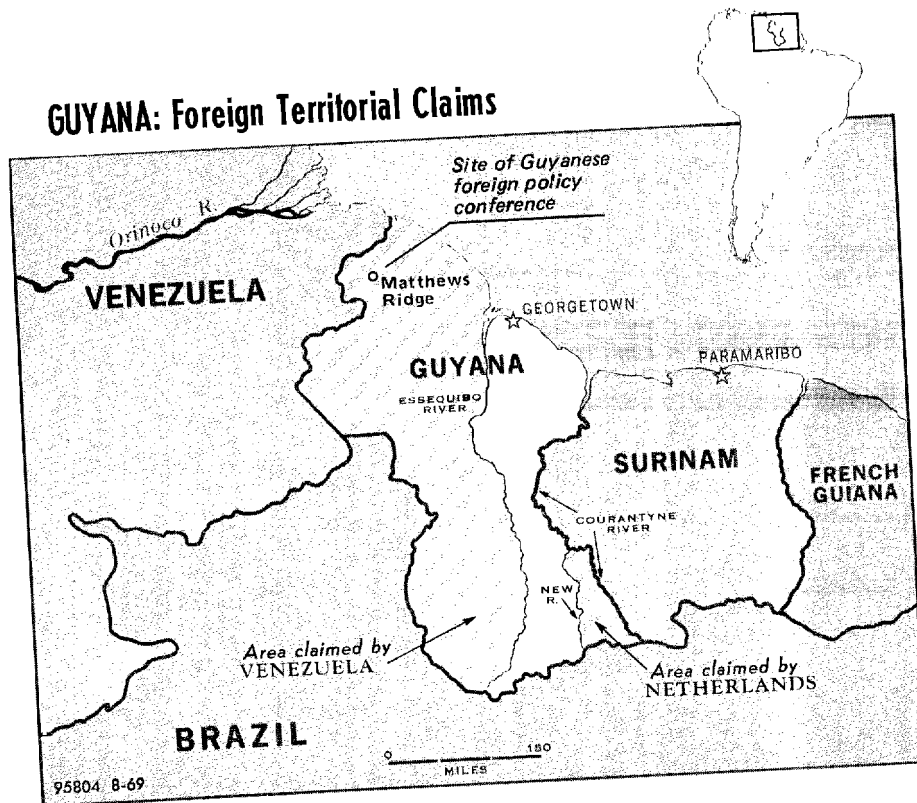 GUYANA: Foreign Territorial Claims
Site of Guyanese
foreign policy
conference
Orinoco R.
VENEZUELA
Matthews
Ridge
GEORGETOWN
GUYANA
PARAMARIBO
ESSEQUIBO
RIVER
SURINAM
FRENCH
GUIANA
COURANTYNE
RIVER
NEW
R.
Area claimed by
VENEZUELA
Area claimed by
NETHERLANDS
BRAZIL
0 150
MILES
95804 8-69